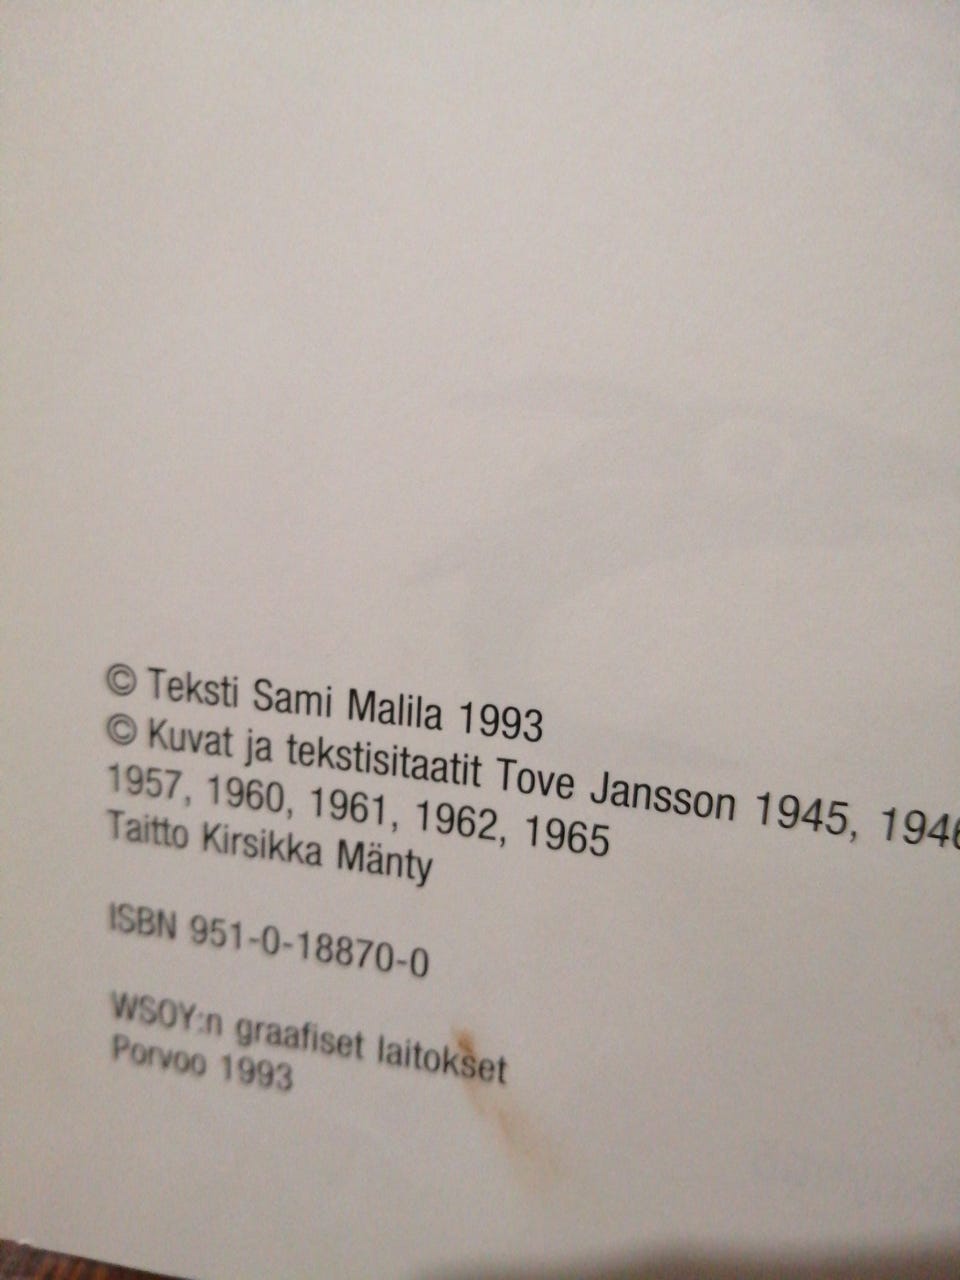 © Teksti Sami Malila 1993
© Kuvat ja tekstisitaatit Tove Jansson 1945, 1946
1957, 1960, 1961, 1962, 1965
Taitto Kirsikka Mänty
ISBN 951-0-18870-0
WSOY:n graafiset laitokset
Porvoo 1993